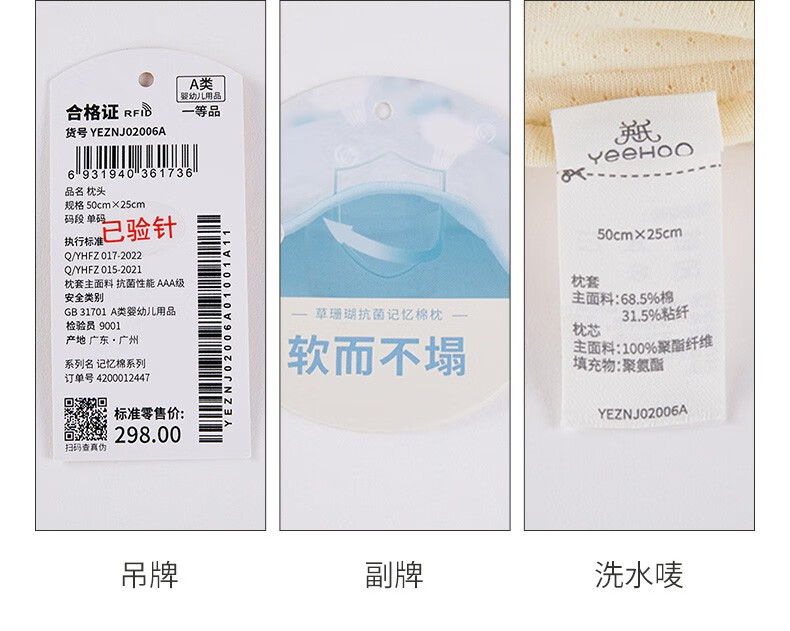 A类
婴幼儿用品
合格证 RFID
一等品
货号 YEZNJ02006A
6 931940 361736
品名 枕头
规格 50cm×25cm
码段 单码
已验针
执行标准
Q/YHFZ 017-2022
Q/YHFZ 015-2021
枕套主面料 抗菌性能 AAA级
安全类别
GB 31701 A类婴幼儿用品
检验员 9001
产地 广东·广州
系列名 记忆棉系列
订单号 4200012447
标准零售价:
298.00
扫码查真伪
YEZNJ02006A01001A11
吊牌
草珊瑚抗菌记忆棉枕
软而不塌
副牌
英氏
YeeHoO
50cm×25cm
枕套
主面料:68.5%棉
31.5%粘纤
枕芯
主面料:100%聚酯纤维
填充物:聚氨酯
YEZNJ02006A
洗水唛